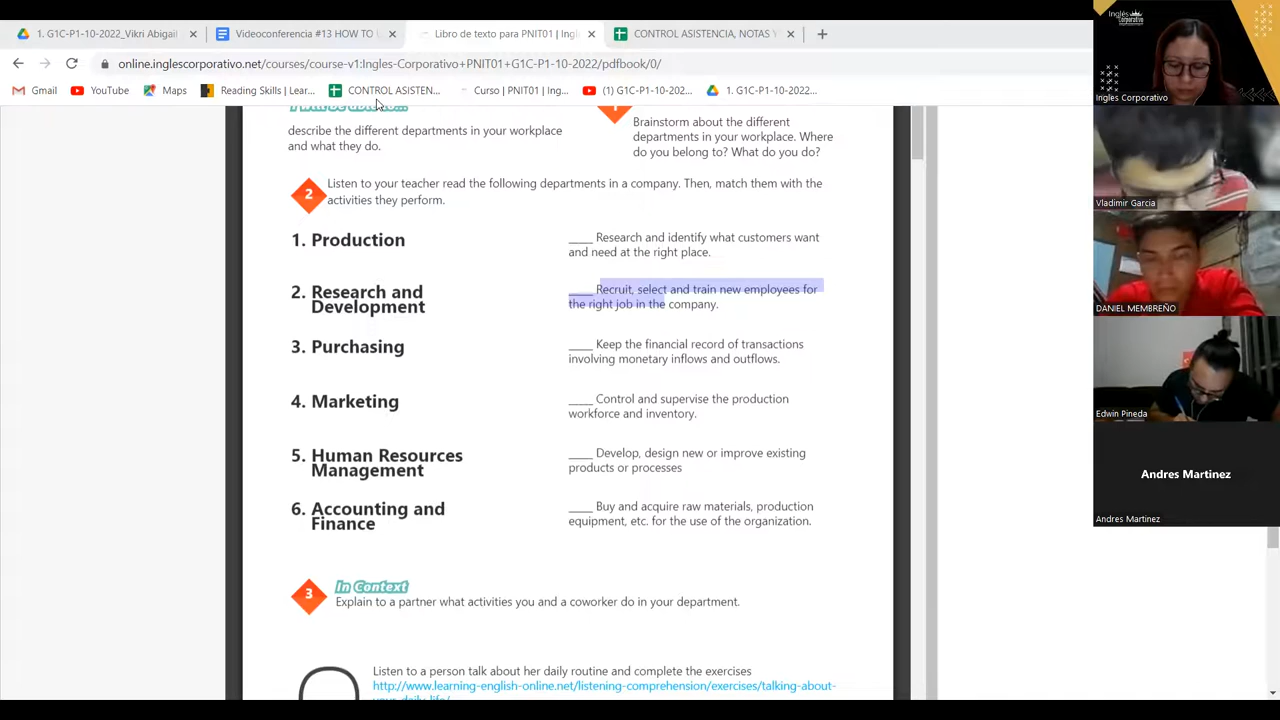 1. G1C-P1-10-2022_Vikri Abigail
Videoconferencia #13 HOW TO
Libro de texto para PNIT01 | Ingl
CONTROL ASISTENCIA, NOTAS Y
online.inglescorporativo.net/courses/course-v1:Ingles-Corporativo+PNIT01+G1C-P1-10-2022/pdfbook/0/
Gmail
YouTube
Maps
Reading Skills | Lear...
CONTROL ASISTEN...
Curso | PNIT01 | Ing...
(1) G1C-P1-10-202...
1. G1C-P1-10-2022...
describe the different departments in your workplace
and what they do.
Brainstorm about the different
departments in your workplace. Where
do you belong to? What do you do?
2
Listen to your teacher read the following departments in a company. Then, match them with the
activities they perform.
1. Production
____ Research and identify what customers want
and need at the right place.
2. Research and
Development
____ Recruit, select and train new employees for
the right job in the company.
3. Purchasing
____ Keep the financial record of transactions
involving monetary inflows and outflows.
4. Marketing
____ Control and supervise the production
workforce and inventory.
5. Human Resources
Management
____ Develop, design new or improve existing
products or processes
6. Accounting and
Finance
____ Buy and acquire raw materials, production
equipment, etc. for the use of the organization.
3
In Context
Explain to a partner what activities you and a coworker do in your department.
Listen to a person talk about her daily routine and complete the exercises
http://www.learning-english-online.net/listening-comprehension/exercises/talking-about-
Inglés
Corporativo
Ingles Corporativo
Vladimir Garcia
DANIEL MEMBREÑO
Edwin Pineda
Andres Martinez
Andres Martinez